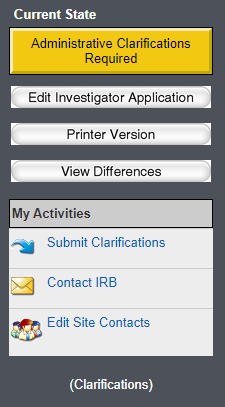 Current State
Administrative Clarifications
Required
Edit Investigator Application
Printer Version
View Differences
My Activities
Submit Clarifications
Contact IRB
Edit Site Contacts
(Clarifications)